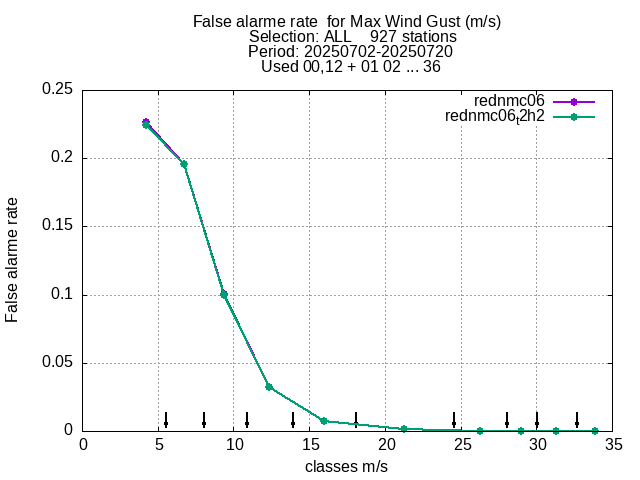 False alarme rate  for Max Wind Gust (m/s)
Selection: ALL    927 stations
Period: 20250702-20250720
Used 00,12 + 01 02 ... 36
rednmc06
rednmc06t2h2
False alarme rate
0.25
0.2
0.15
0.1
0.05
0
0 5 10 15 20 25 30 35
classes m/s